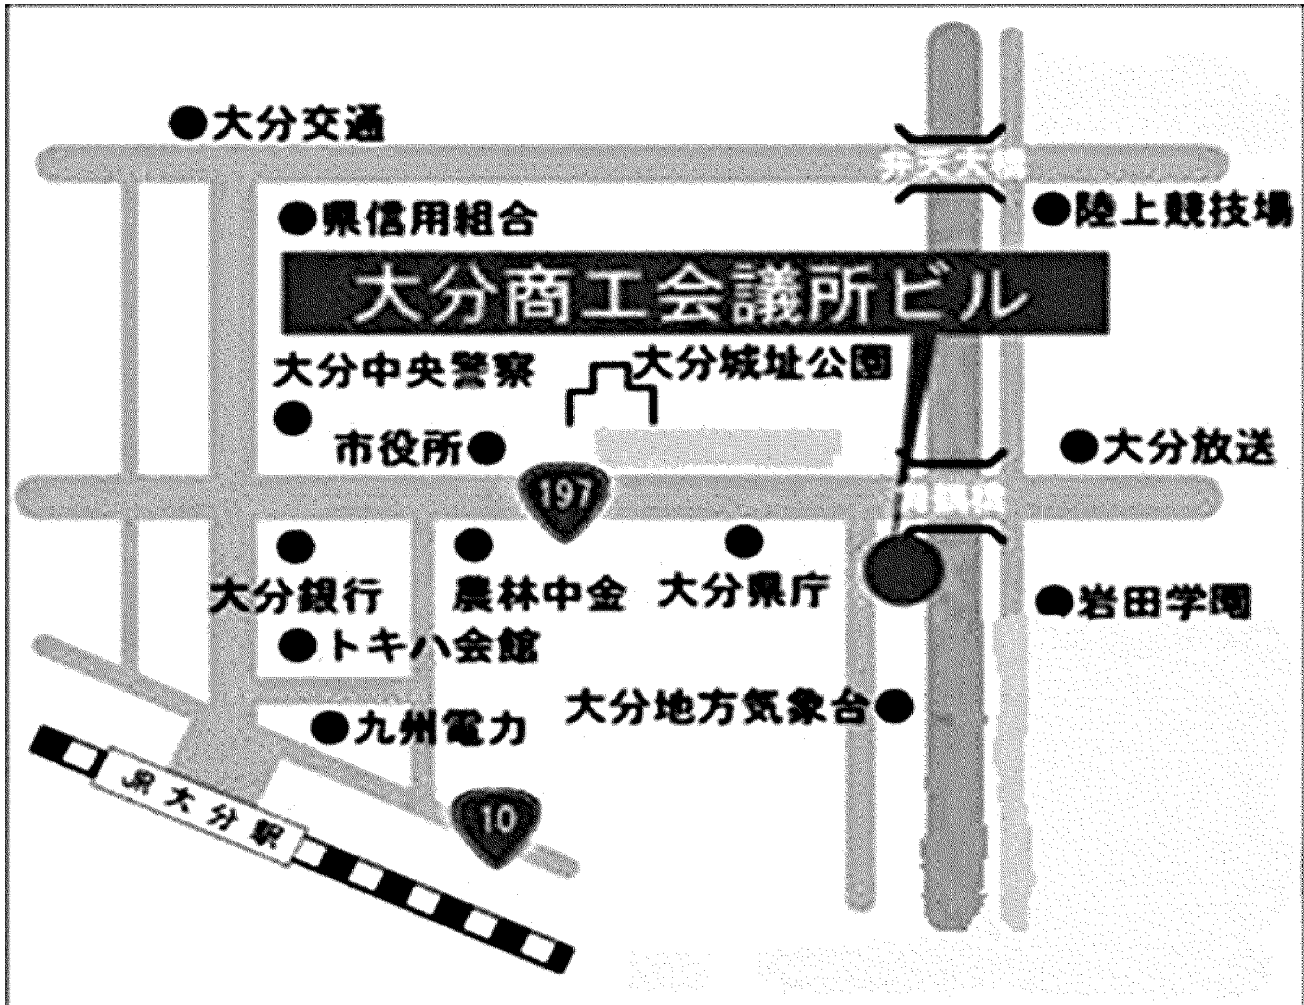 大分交通
弁天大橋
県信用組合
陸上競技場
大分商工会議所ビル
大分中央警察
大分城址公園
市役所
大分放送
197
大分銀行
農林中金
大分県庁
岩田学園
トキハ会館
大分地方気象台
九州電力
JR大分駅
10